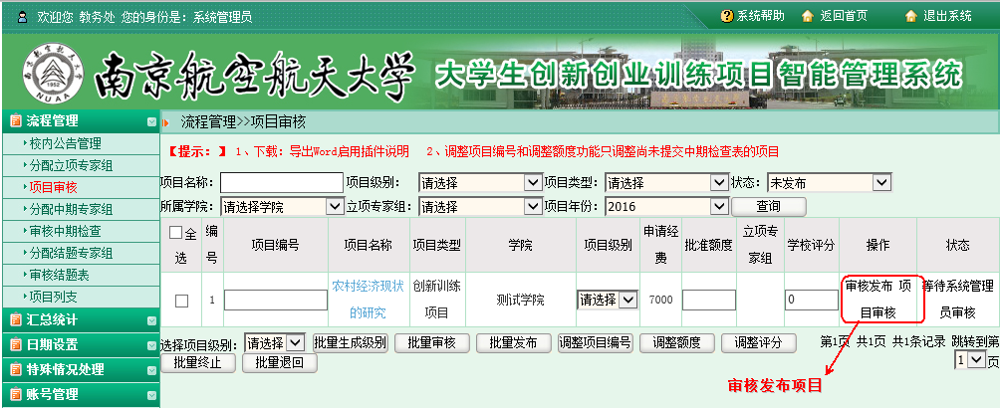 欢迎您 教务处 您的身份是：系统管理员
系统帮助 返回首页 退出系统
NUAA 1952
南京航空航天大学 大学生创新创业训练项目智能管理系统
流程管理
校内公告管理
分配立项专家组
项目审核
分配中期专家组
审核中期检查
分配结题专家组
审核结题表
项目列支
汇总统计
日期设置
特殊情况处理
账号管理
流程管理>>项目审核
【提示：】 1、下载：导出Word启用插件说明 2、调整项目编号和调整额度功能只调整尚未提交中期检查表的项目
项目名称： 项目级别： 请选择 项目类型： 请选择 状态： 未发布
所属学院： 请选择学院 立项专家组： 请选择 项目年份： 2016 查询
全选 编号 项目编号 项目名称 项目类型 学院 项目级别 申请经费 批准额度 立项专家组 学校评分 操作 状态
1 农村经济现状的研究 创新训练项目 测试学院 请选择 7000 0 审核发布 项目审核 等待系统管理员审核
选择项目级别： 请选择 批量生成级别 批量审核 批量发布 调整项目编号 调整额度 调整评分 第1页 共1页 共1条记录 跳转到第
批量终止 批量退回 1 页
审核发布项目